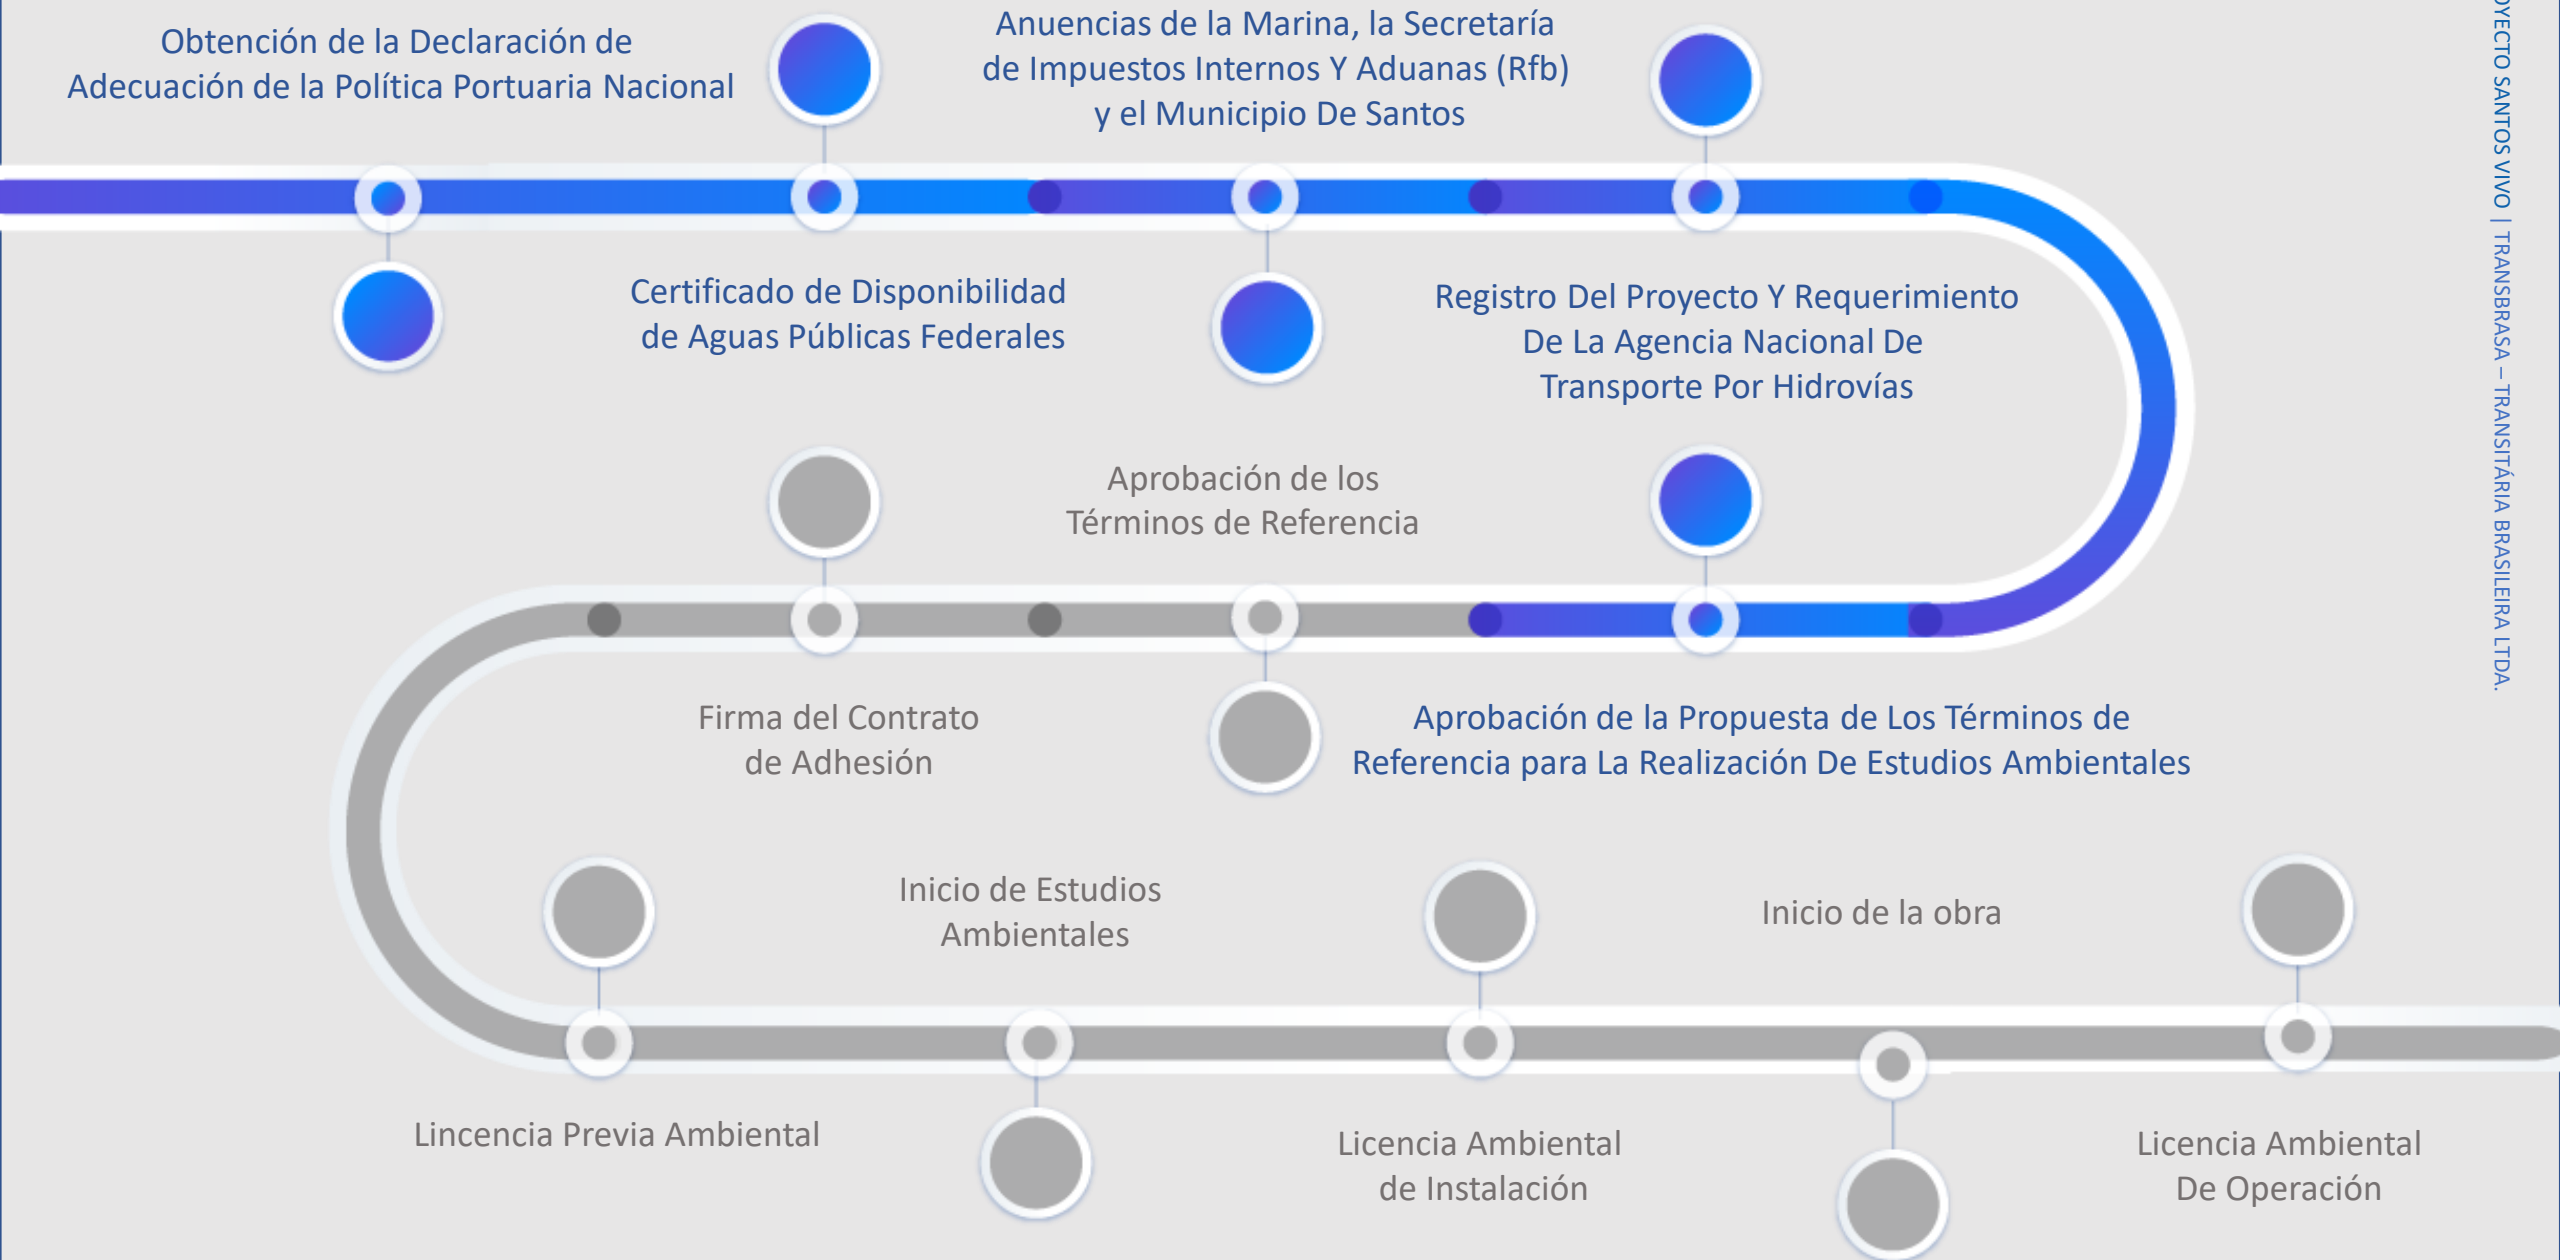 Obtención de la Declaración de
Adecuación de la Política Portuaria Nacional
Certificado de Disponibilidad
de Aguas Públicas Federales
Anuencias de la Marina, la Secretaría
de Impuestos Internos Y Aduanas (Rfb)
y el Municipio De Santos
Registro Del Proyecto Y Requerimiento
De La Agencia Nacional De
Transporte Por Hidrovías
Aprobación de la Propuesta de Los Términos de
Referencia para La Realización De Estudios Ambientales
Aprobación de los
Términos de Referencia
Firma del Contrato
de Adhesión
Lincencia Previa Ambiental
Inicio de Estudios
Ambientales
Licencia Ambiental
de Instalación
Inicio de la obra
Licencia Ambiental
De Operación
OYECTO SANTOS VIVO | TRANSBRASA – TRANSITÁRIA BRASILEIRA LTDA.